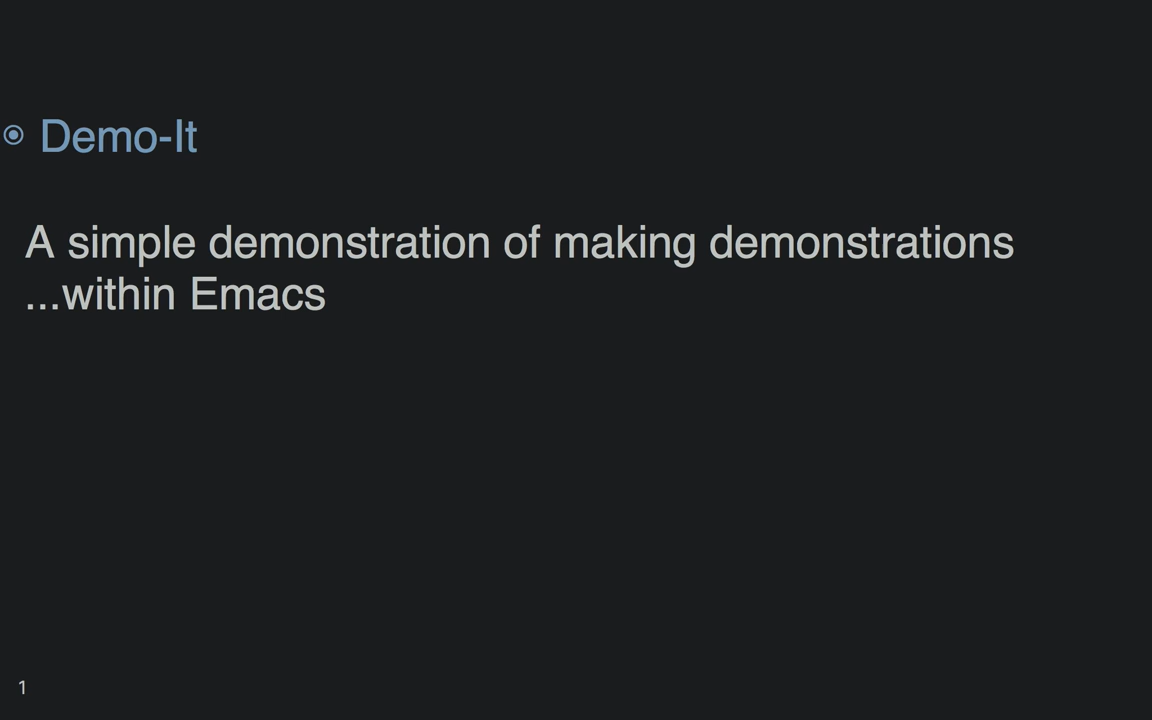 ◉ Demo-It
A simple demonstration of making demonstrations
...within Emacs
1